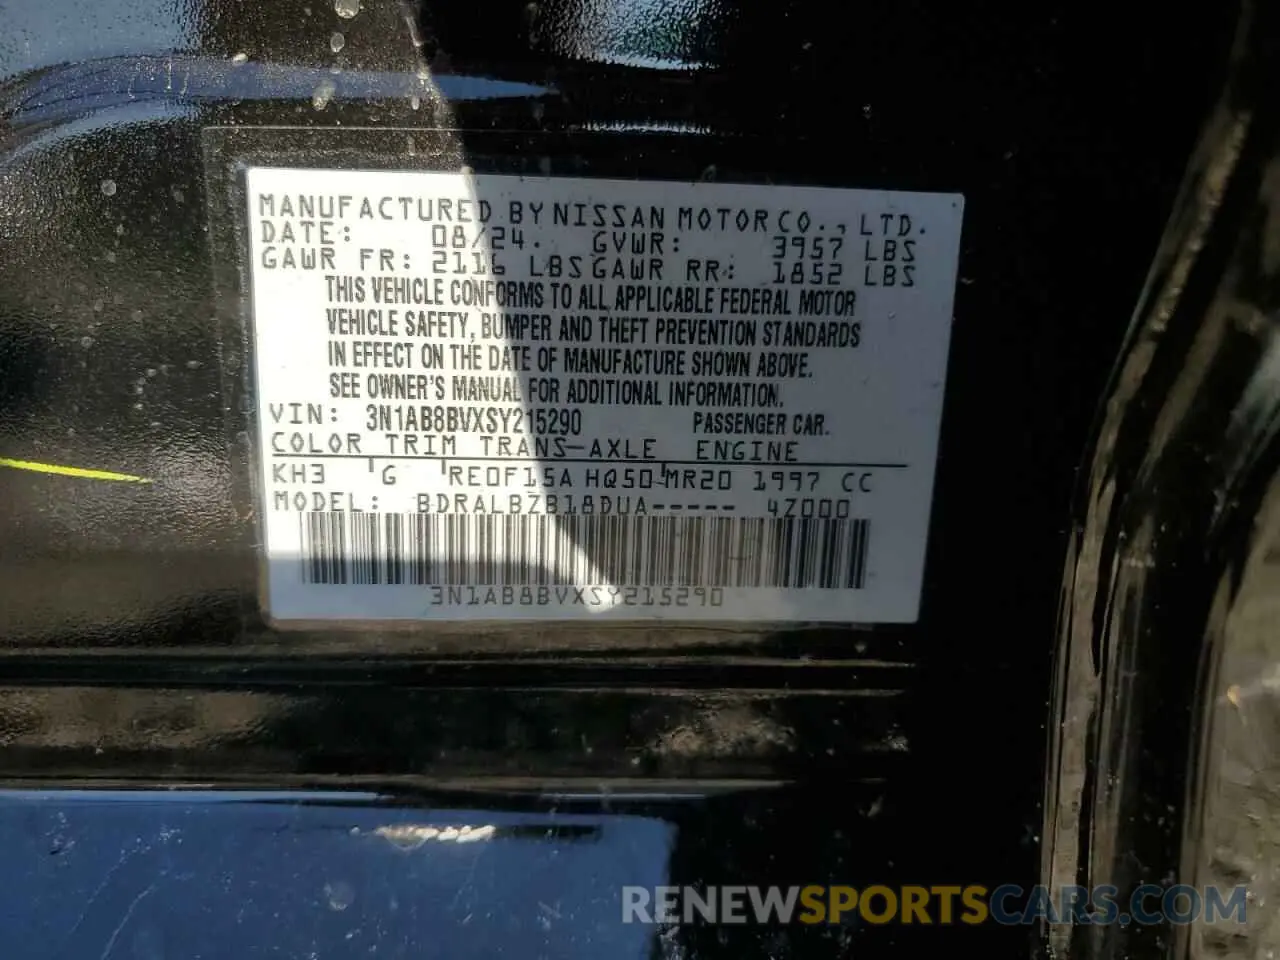 MANUFACTURED BY NISSAN MOTOR CO., LTD.
DATE: 08/24. GVWR: 3957 LBS
GAWR FR: 2116 LBS GAWR RR: 1852 LBS
THIS VEHICLE CONFORMS TO ALL APPLICABLE FEDERAL MOTOR
VEHICLE SAFETY, BUMPER AND THEFT PREVENTION STANDARDS
IN EFFECT ON THE DATE OF MANUFACTURE SHOWN ABOVE.
SEE OWNER'S MANUAL FOR ADDITIONAL INFORMATION.
VIN: 3N1AB8BVXSY215290 PASSENGER CAR.
COLOR TRIM TRANS-AXLE ENGINE
KH3 G RE0F15A HQ50 MR20 1997 CC
MODEL: BDRALBZB18DUA----- 4Z000
3N1AB8BVXSY215290
RENEWSPORTSCARS.COM